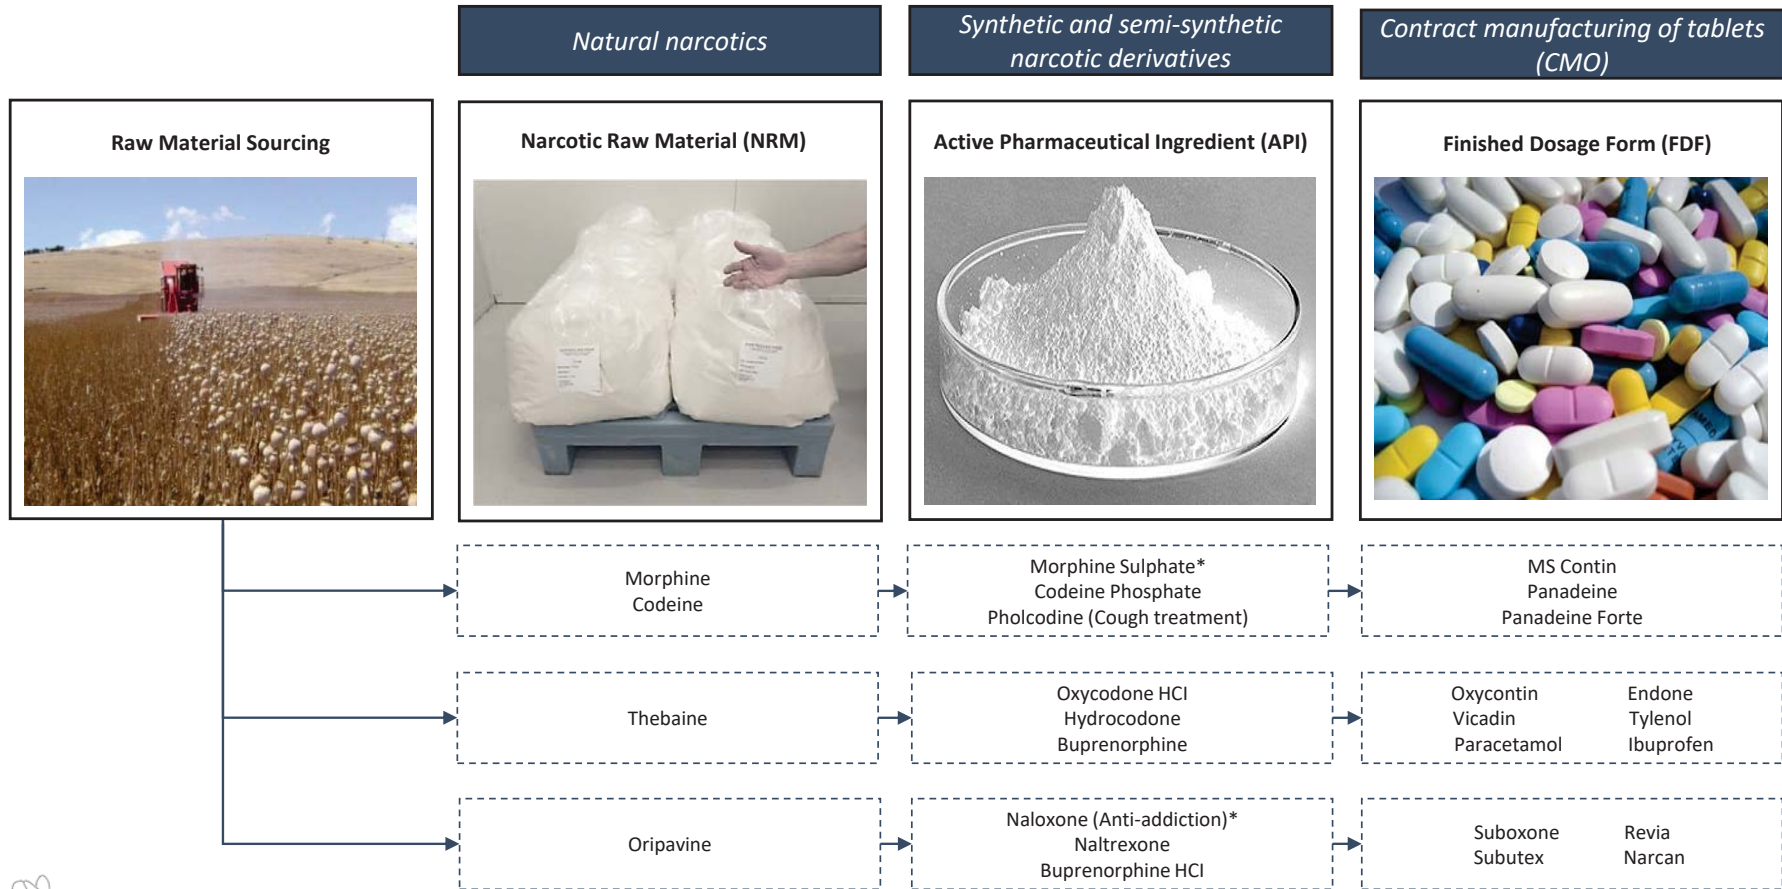 Natural narcotics
Synthetic and semi-synthetic
narcotic derivatives
Contract manufacturing of tablets
(CMO)
Raw Material Sourcing
Narcotic Raw Material (NRM)
Active Pharmaceutical Ingredient (API)
Finished Dosage Form (FDF)
Morphine
Codeine
Morphine Sulphate*
Codeine Phosphate
Pholcodine (Cough treatment)
MS Contin
Panadeine
Panadeine Forte
Thebaine
Oxycodone HCI
Hydrocodone
Buprenorphine
Oxycontin
Endone
Vicadin
Tylenol
Paracetamol
Ibuprofen
Oripavine
Naloxone (Anti-addiction)*
Naltrexone
Buprenorphine HCI
Suboxone
Revia
Subutex
Narcan